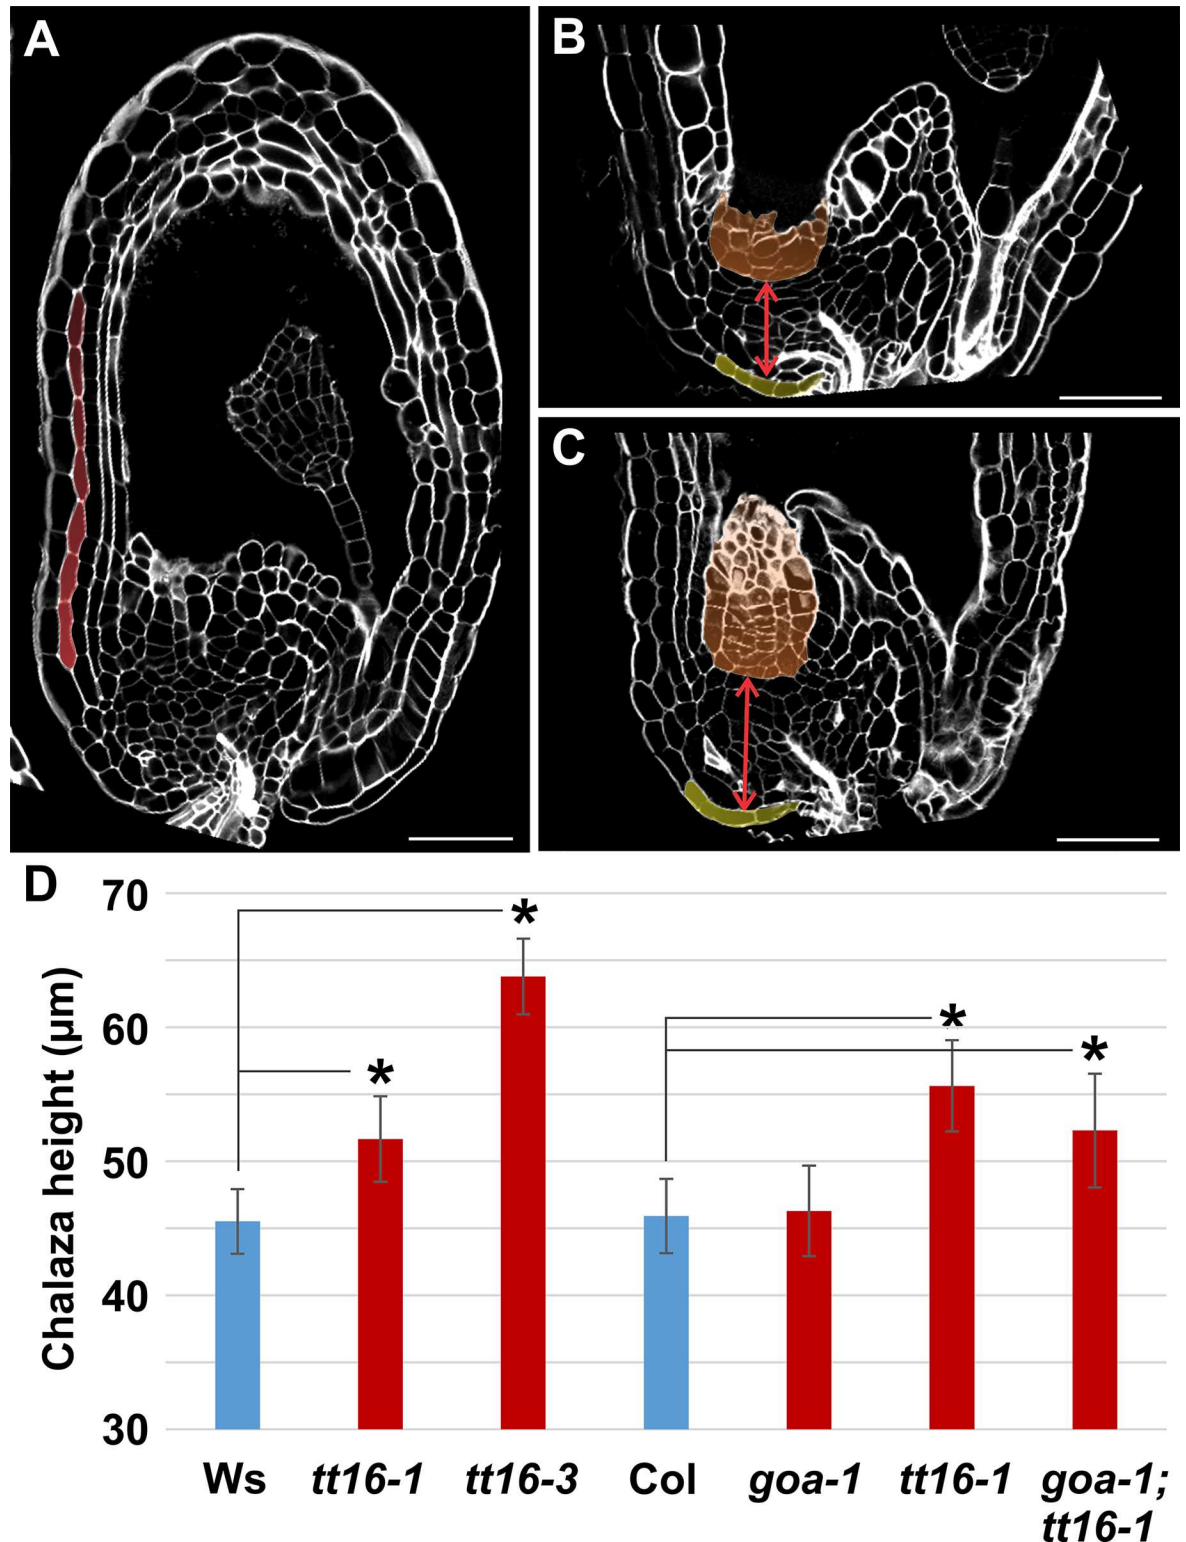 A
B
C
D
Chalaza height (µm)
70
60
50
40
30
*
*
*
*
Ws
tt16-1
tt16-3
Col
goa-1
tt16-1
goa-1;
tt16-1